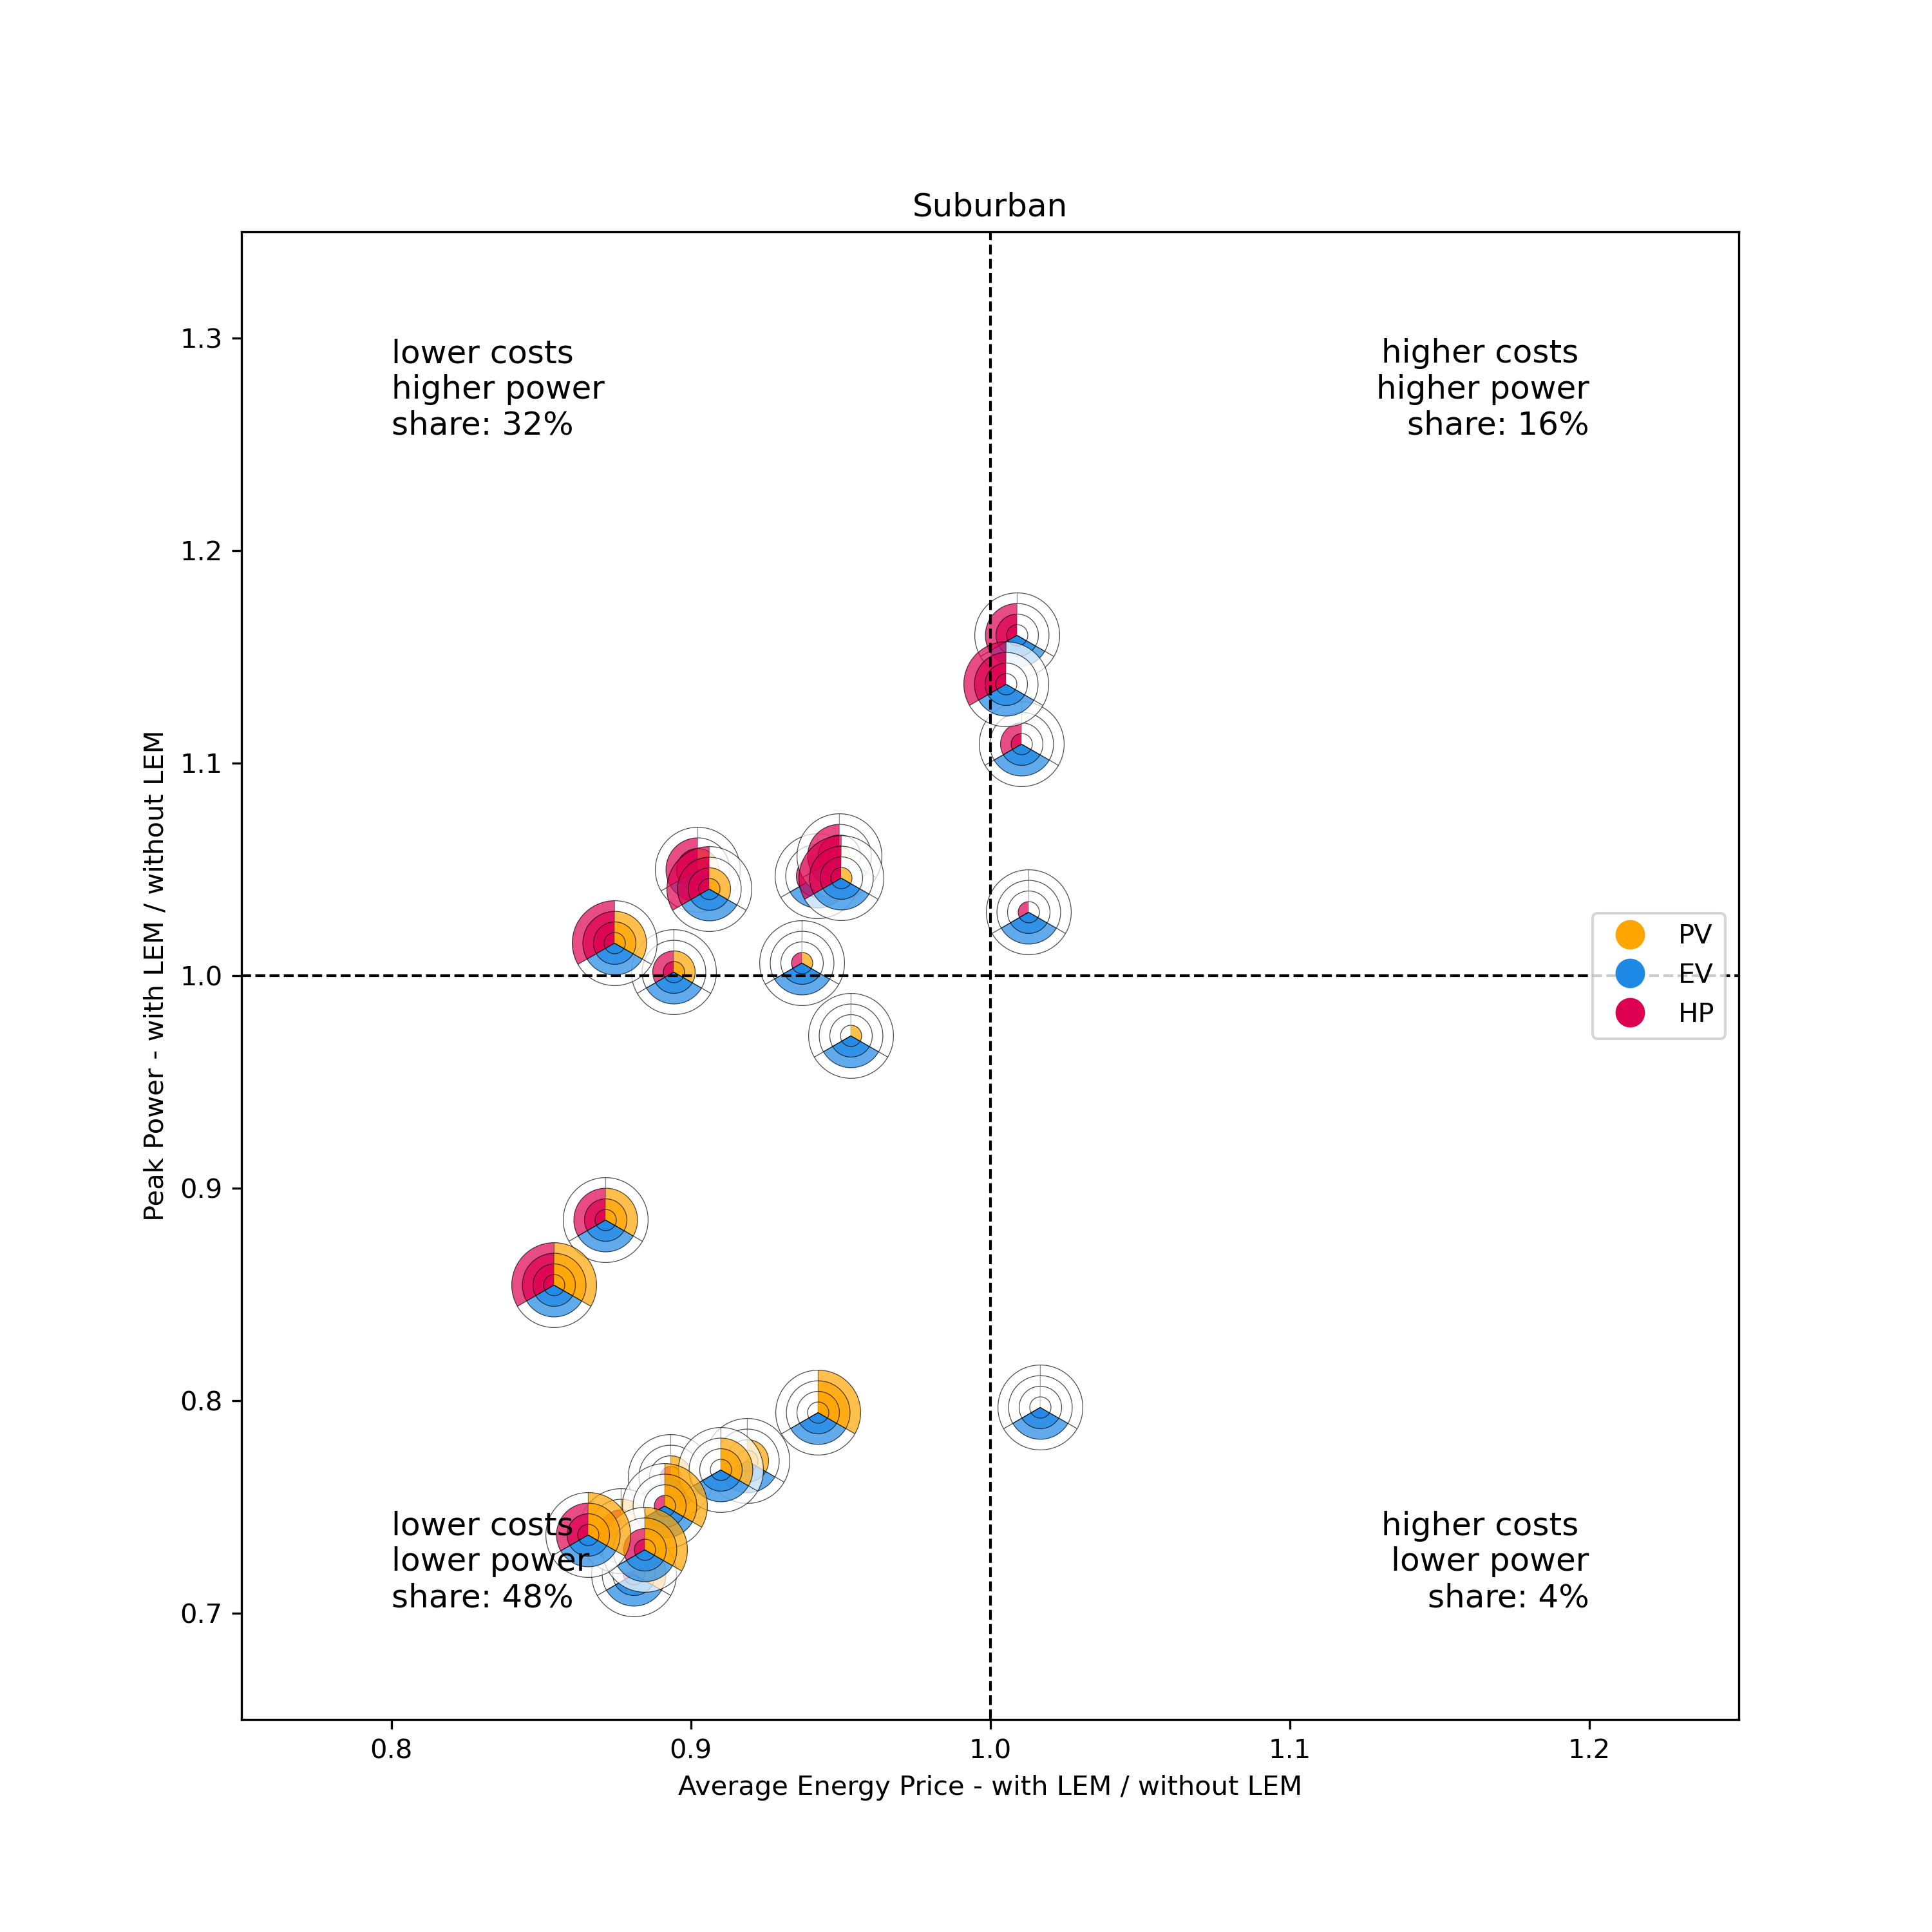 Suburban
lower costs
higher power
share: 32%
higher costs
higher power
share: 16%
1.3
1.2
1.1
1.0
0.9
0.8
0.7
Peak Power - with LEM / without LEM
PV
EV
HP
lower costs
lower power
share: 48%
higher costs
lower power
share: 4%
0.8
0.9
1.0
1.1
1.2
Average Energy Price - with LEM / without LEM